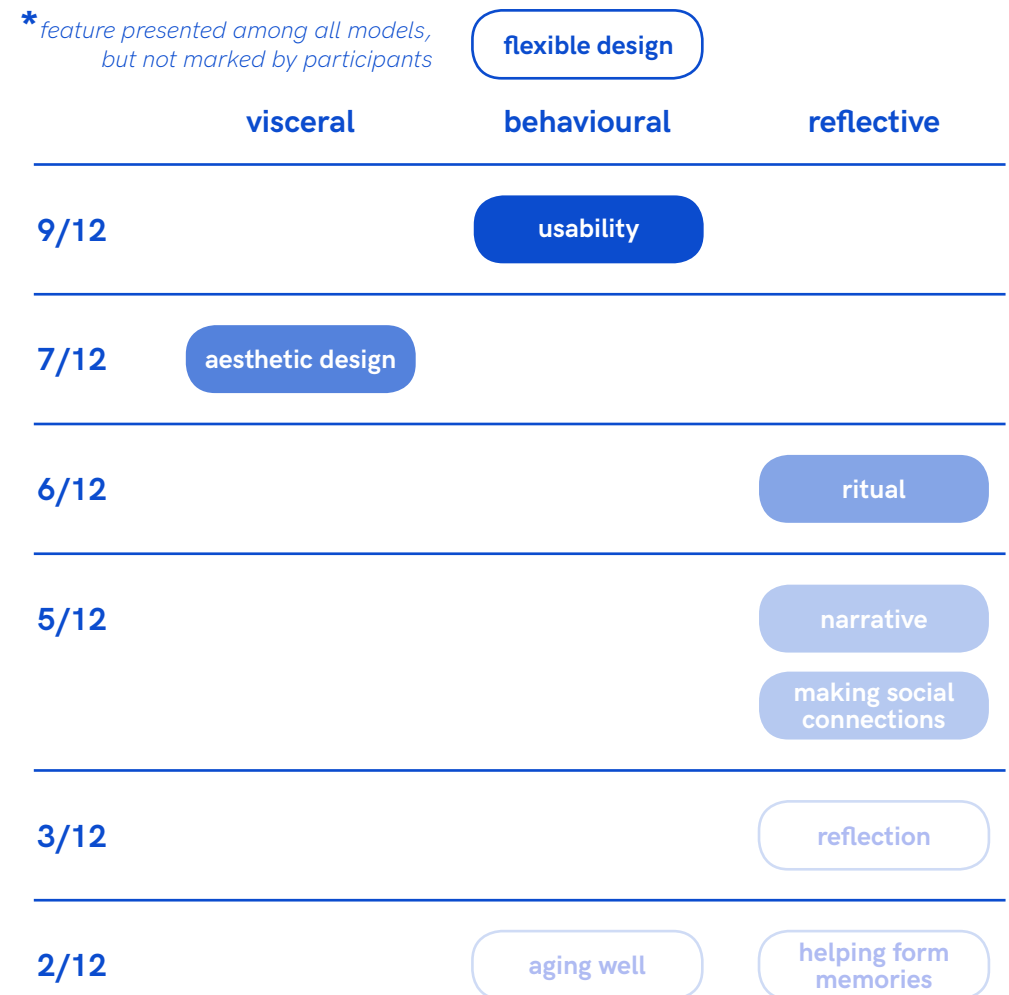 *feature presented among all models,
but not marked by participants
flexible design
visceral behavioural reflective
9/12 usability
7/12 aesthetic design
6/12 ritual
5/12 narrative
making social
connections
3/12 reflection
2/12 aging well helping form
memories